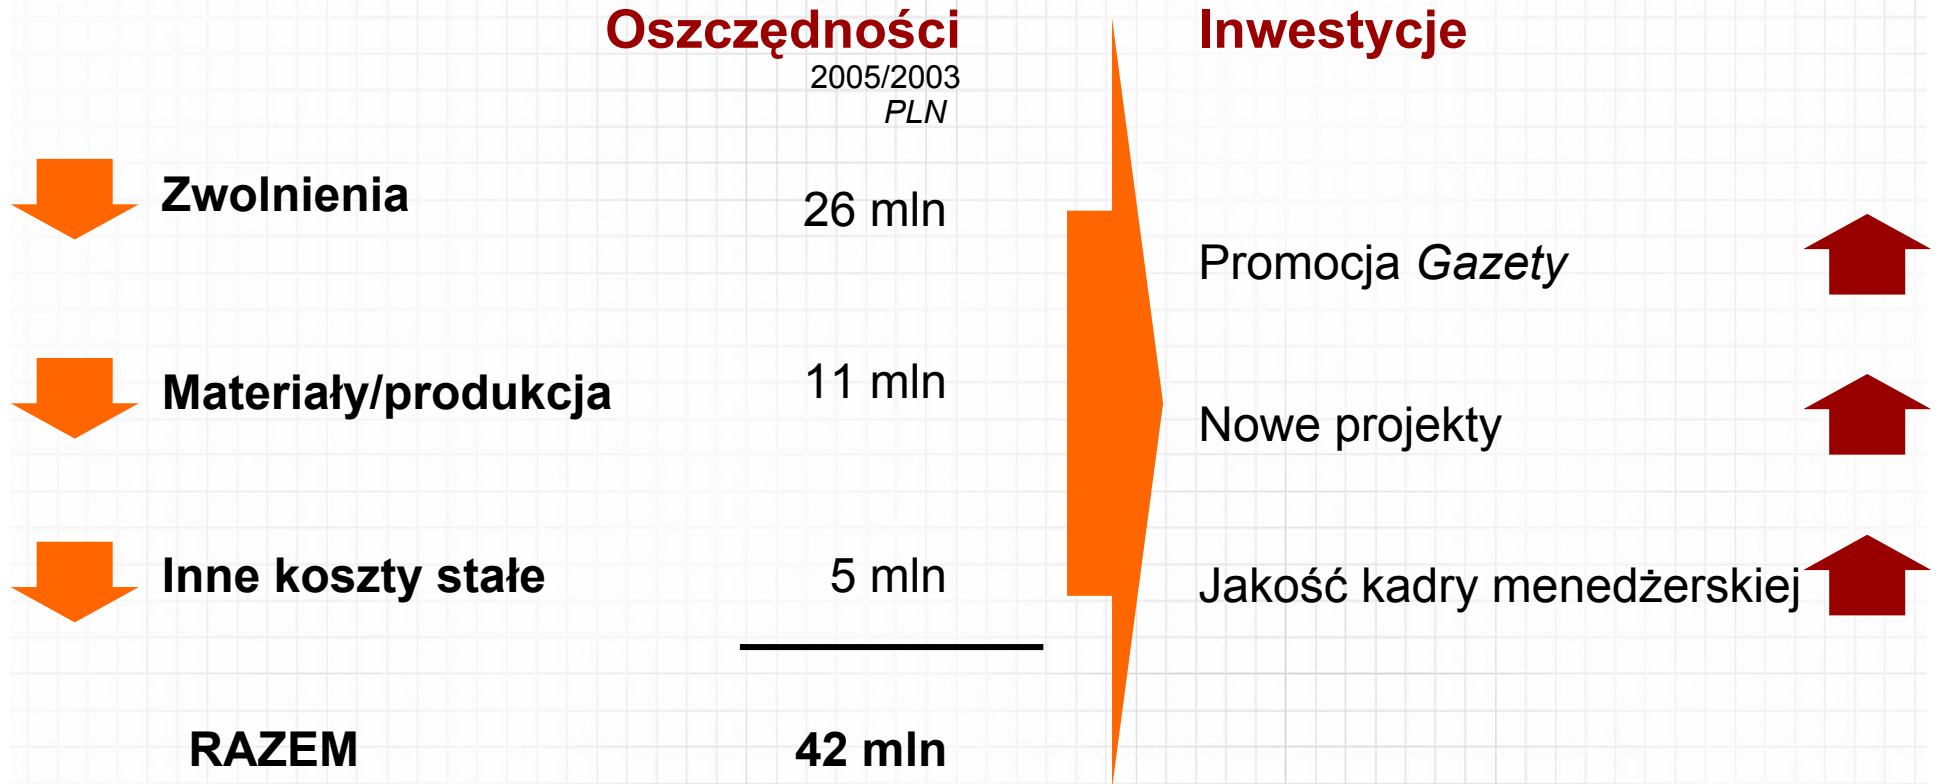 Oszczędności
2005/2003
PLN
Zwolnienia 26 mln
Materiały/produkcja 11 mln
Inne koszty stałe 5 mln
RAZEM 42 mln
Inwestycje
Promocja Gazety
Nowe projekty
Jakość kadry menedżerskiej